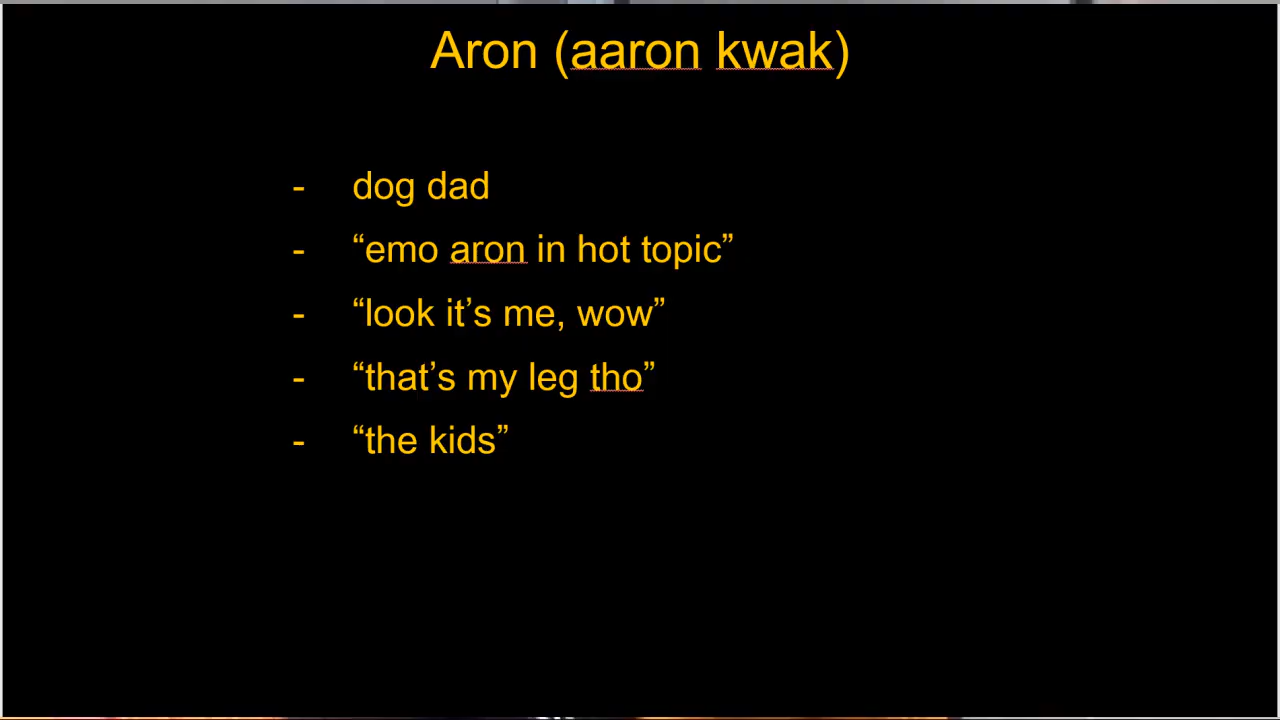 Aron (aaron kwak)
- dog dad
- “emo aron in hot topic”
- “look it’s me, wow”
- “that’s my leg tho”
- “the kids”